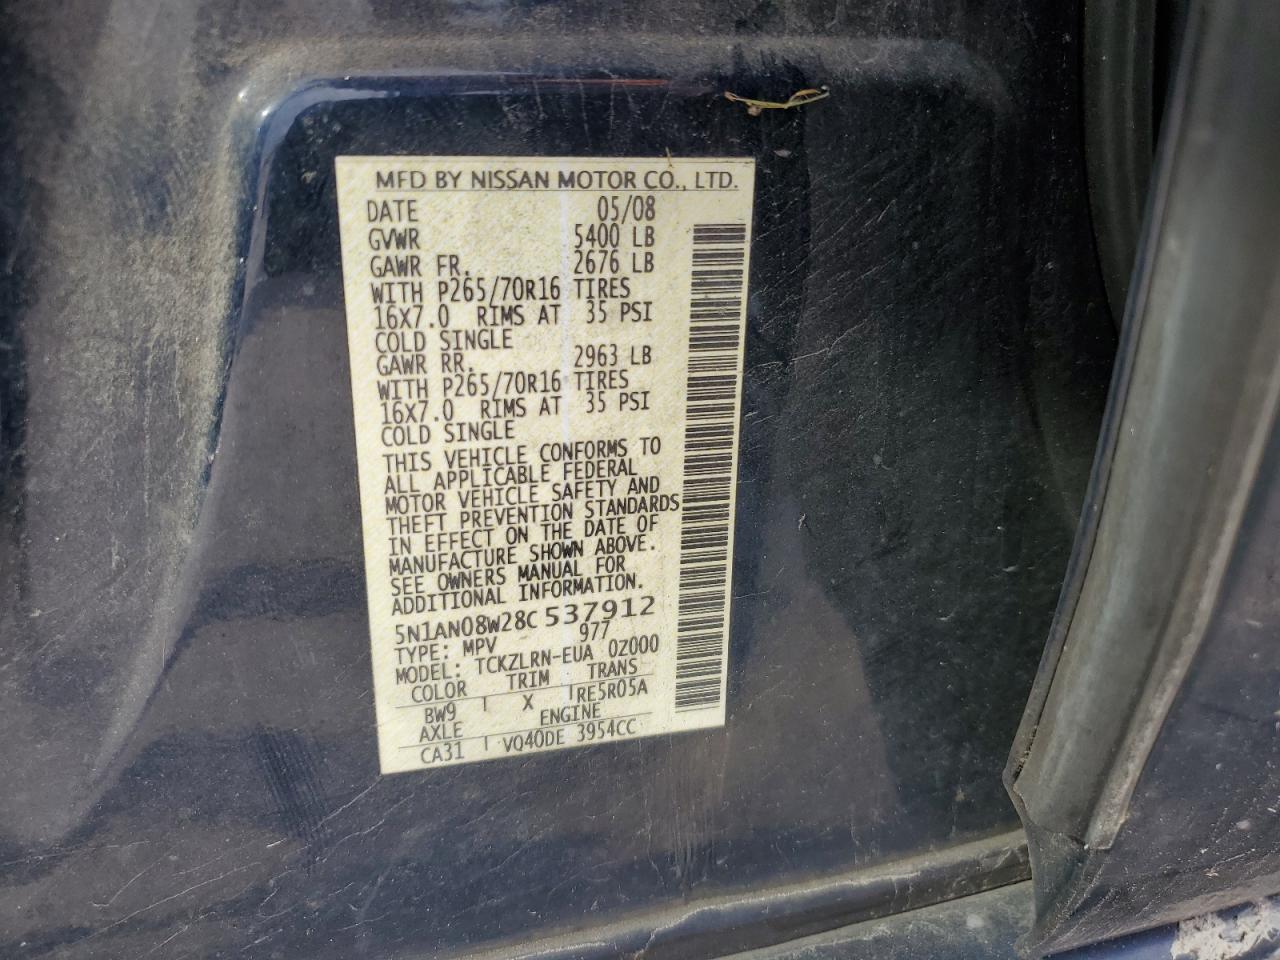 MFD BY NISSAN MOTOR CO., LTD.
DATE 05/08
GVWR 5400 LB
GAWR FR. 2676 LB
WITH P265/70R16 TIRES
16X7.0 RIMS AT 35 PSI
COLD SINGLE
GAWR RR. 2963 LB
WITH P265/70R16 TIRES
16X7.0 RIMS AT 35 PSI
COLD SINGLE
THIS VEHICLE CONFORMS TO
ALL APPLICABLE FEDERAL
MOTOR VEHICLE SAFETY AND
THEFT PREVENTION STANDARDS
IN EFFECT ON THE DATE OF
MANUFACTURE SHOWN ABOVE.
SEE OWNERS MANUAL FOR
ADDITIONAL INFORMATION.
5N1AN08W28C 537912
TYPE: MPV 977
MODEL: TCKZLRN-EUA 0Z000
COLOR TRIM TRANS
BW9 X RE5R05A
AXLE ENGINE
CA31 VQ40DE 3954CC